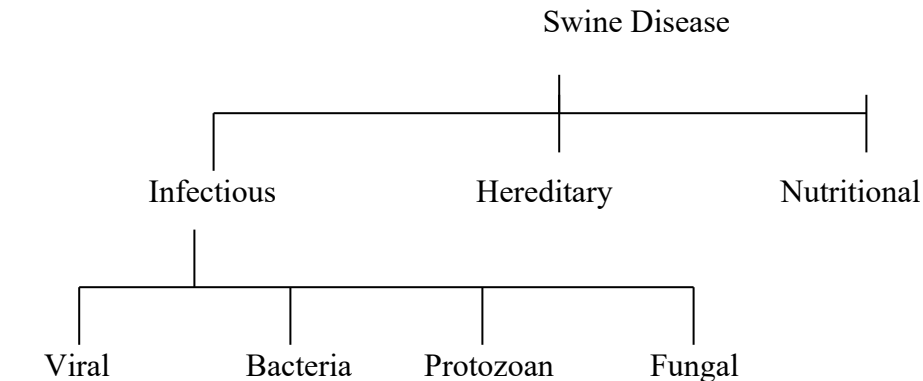 Swine Disease
Infectious Hereditary Nutritional
Viral Bacteria Protozoan Fungal